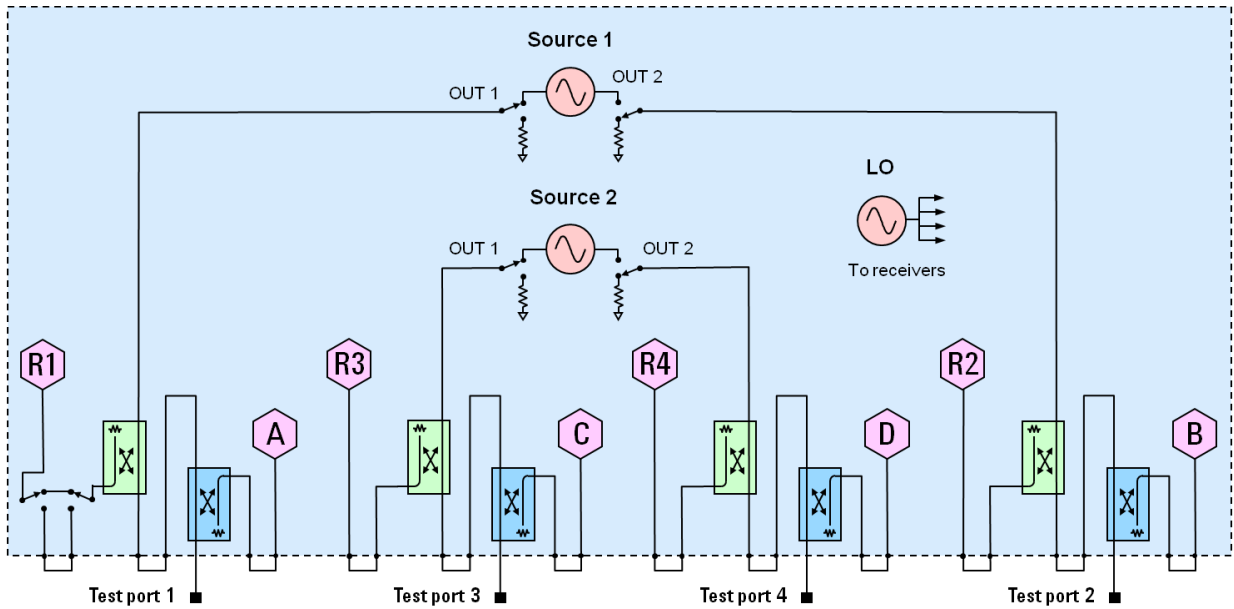 Source 1
OUT 1
OUT 2
LO
Source 2
OUT 1
OUT 2
To receivers
R1
R3
R4
R2
A
C
D
B
Test port 1
Test port 3
Test port 4
Test port 2